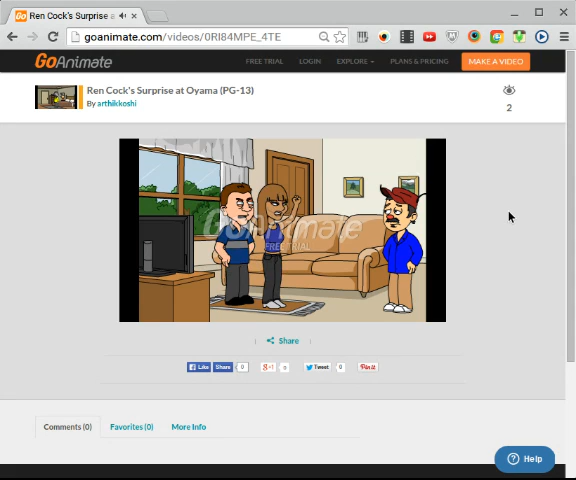 Go Ren Cock's Surprise a
goanimate.com/videos/0RI84MPE_4TE
GoAnimate
FREE TRIAL LOGIN EXPLORE PLANS & PRICING MAKE A VIDEO
Ren Cock's Surprise at Oyama (PG-13)
By arthikkoshi
2
GoAnimate
FREE TRIAL
Share
Like Share 0 g+1 0 Tweet 0 Pin it
Comments (0) Favorites (0) More Info
? Help